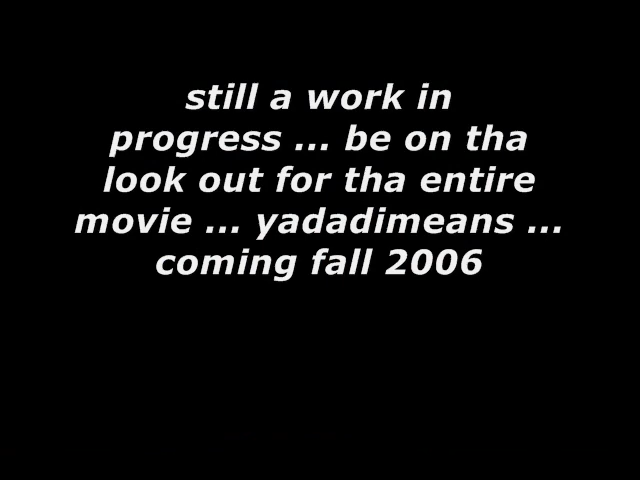 still a work in
progress ... be on tha
look out for tha entire
movie ... yadadimeans ...
coming fall 2006